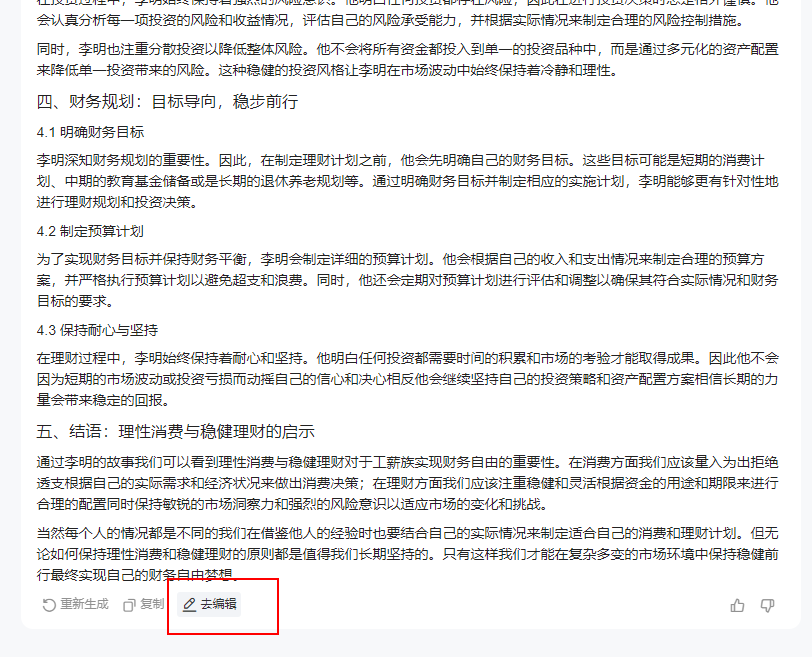 会认真分析每一项投资的风险和收益情况，评估自己的风险承受能力，并根据实际情况来制定合理的风险控制措施。
同时，李明也注重分散投资以降低整体风险。他不会将所有资金都投入到单一的投资品种中，而是通过多元化的资产配置
来降低单一投资带来的风险。这种稳健的投资风格让李明在市场波动中始终保持着冷静和理性。
四、财务规划：目标导向，稳步前行
4.1 明确财务目标
李明深知财务规划的重要性。因此，在制定理财计划之前，他会先明确自己的财务目标。这些目标可能是短期的消费计
划、中期的教育基金储备或是长期的退休养老规划等。通过明确财务目标并制定相应的实施计划，李明能够更有针对性地
进行理财规划和投资决策。
4.2 制定预算计划
为了实现财务目标并保持财务平衡，李明会制定详细的预算计划。他会根据自己的收入和支出情况来制定合理的预算方
案，并严格执行预算计划以避免超支和浪费。同时，他还会定期对预算计划进行评估和调整以确保其符合实际情况和财务
目标的要求。
4.3 保持耐心与坚持
在理财过程中，李明始终保持着耐心和坚持。他明白任何投资都需要时间的积累和市场的考验才能取得成果。因此他不会
因为短期的市场波动或投资亏损而动摇自己的信心和决心相反他会继续坚持自己的投资策略和资产配置方案相信长期的力
量会带来稳定的回报。
五、结语：理性消费与稳健理财的启示
通过李明的故事我们可以看到理性消费与稳健理财对于工薪族实现财务自由的重要性。在消费方面我们应该量入为出拒绝
透支根据自己的实际需求和经济状况来做出消费决策；在理财方面我们应该注重稳健和灵活根据资金的用途和期限来进行
合理的配置同时保持敏锐的市场洞察力和强烈的风险意识以适应市场的变化和挑战。
当然每个人的情况都是不同的我们在借鉴他人的经验时也要结合自己的实际情况来制定适合自己的消费和理财计划。但无
论如何保持理性消费和稳健理财的原则都是值得我们长期坚持的。只有这样我们才能在复杂多变的市场环境中保持稳健前
行最终实现自己的财务自由梦想。
重新生成 复制 去编辑